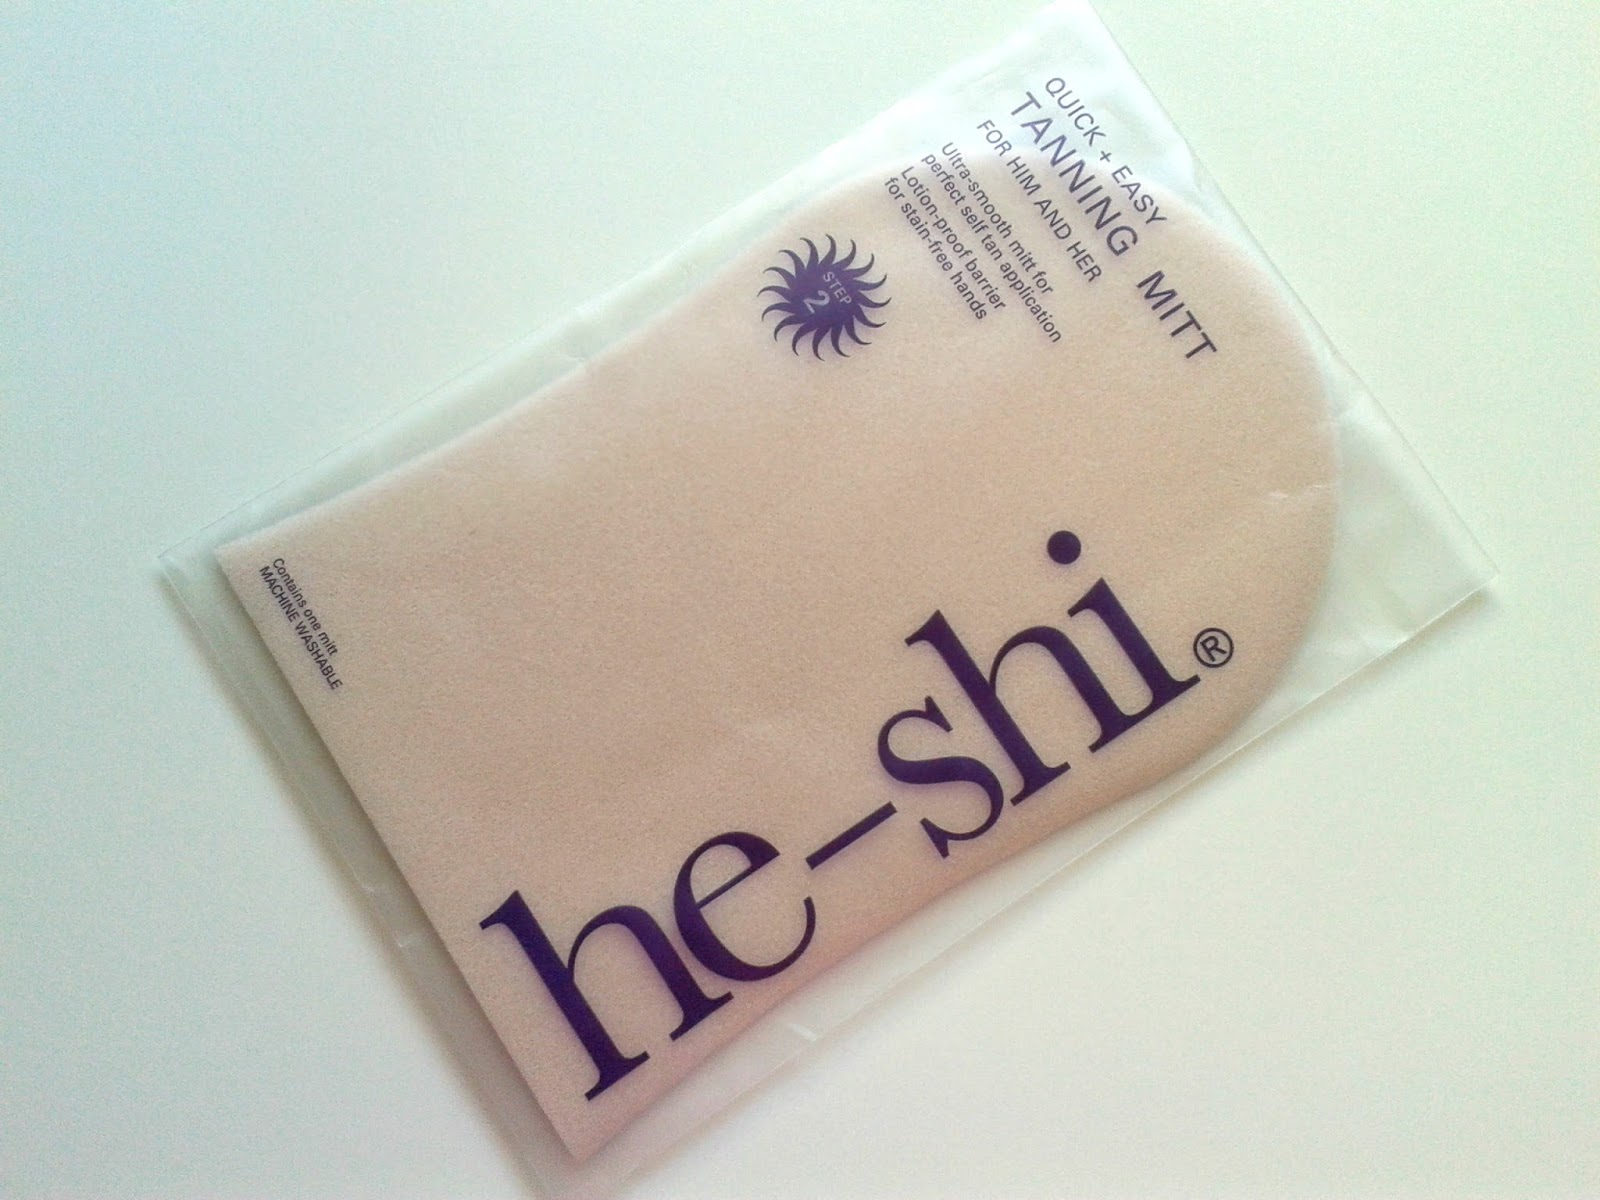 QUICK + EASY
TANNING MITT
FOR HIM AND HER
Ultra-smooth mitt for
perfect self tan application
Lotion-proof barrier
for stain-free hands
STEP
2
he-shi®
Contains one mitt
MACHINE WASHABLE